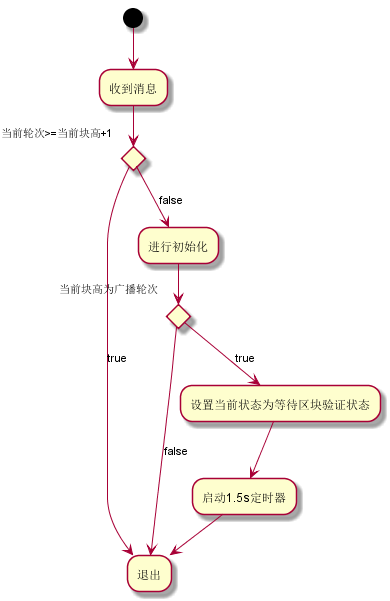 收到消息
当前轮次>=当前块高+1
false
进行初始化
当前块高为广播轮次
true
true
设置当前状态为等待区块验证状态
false
启动1.5s定时器
退出